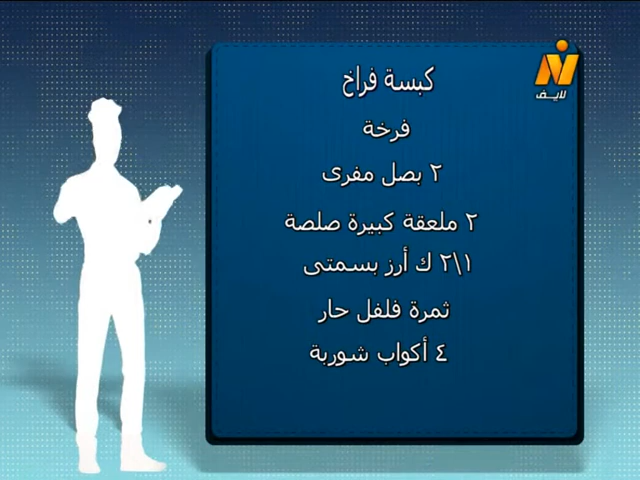 كبسة فراخ
لايف
فرخة
٢ بصل مفرى
٢ ملعقة كبيرة صلصة
١\٢ ك أرز بسمتى
ثمرة فلفل حار
٤ أكواب شوربة